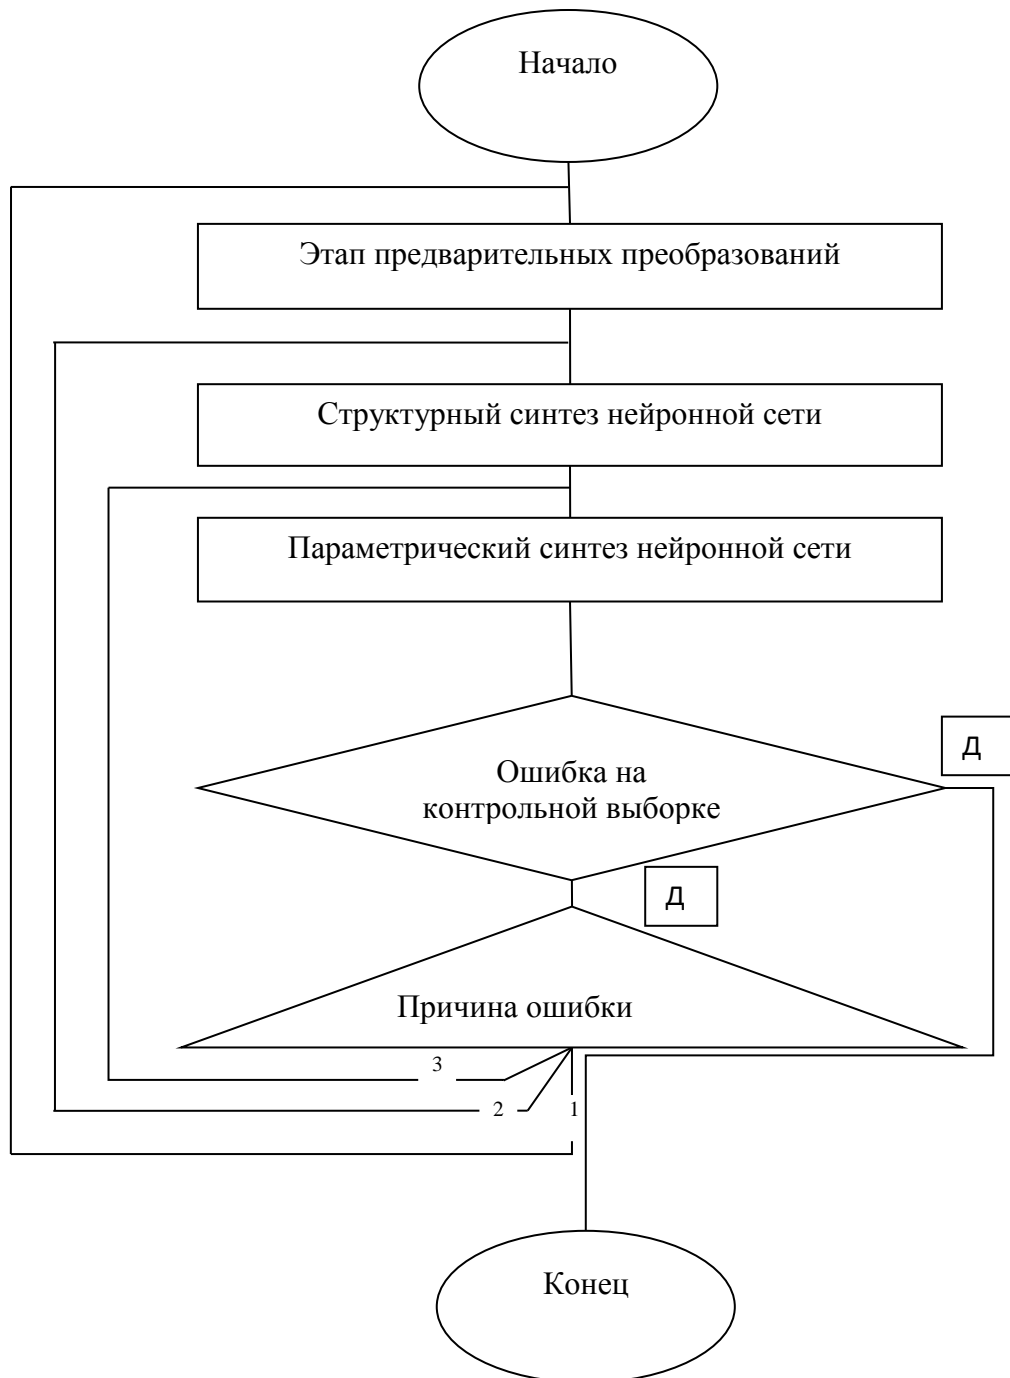 Начало
Этап предварительных преобразований
Структурный синтез нейронной сети
Параметрический синтез нейронной сети
Д
Ошибка на
контрольной выборке
Д
Причина ошибки
3
2
1
Конец